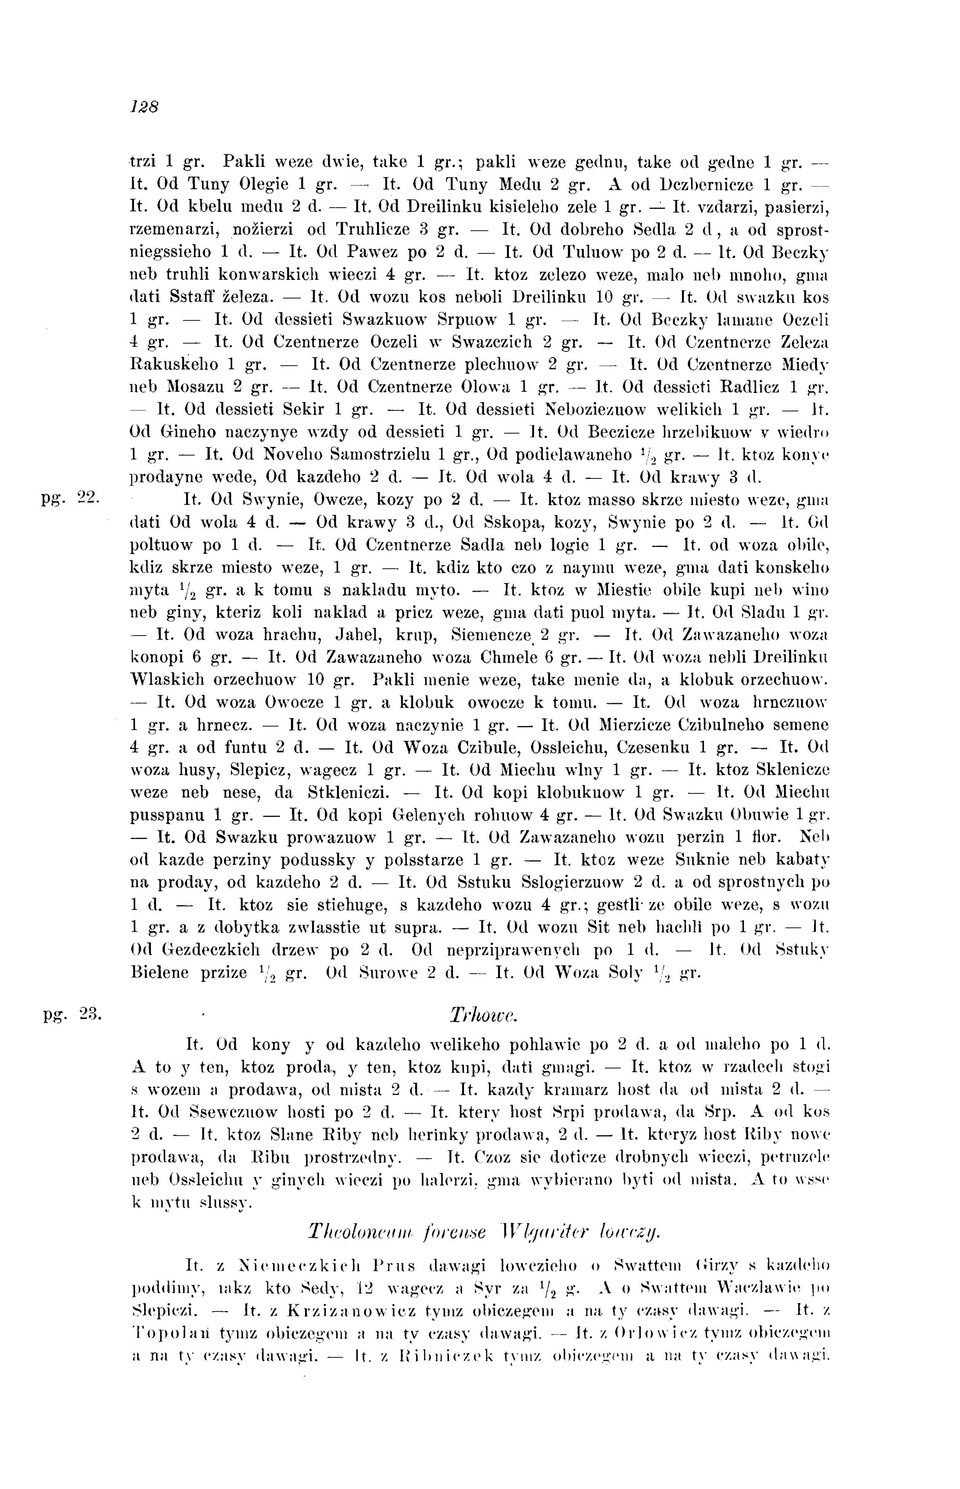 128
trzi 1 gr. Pakli weze dwie, take 1 gr.; pakli weze gednu, take od gedne 1 gr. —
It. Od Tuny Olegie 1 gr. — It. Od Tuny Medu 2 gr. A od Dczbernicze 1 gr. —
It. Od kbelu medu 2 d. — It. Od Dreilinku kisieleho zele 1 gr. — It. vzdarzi, pasierzi,
rzemenarzi, nožierzi od Truhlicze 3 gr. — It. Od dobreho Sedla 2 d, a od sprost-
niegssieho 1 d. — It. Od Pawez po 2 d. — It. Od Tuluow po 2 d. — It. Od Beczky
neb truhli konwarskich wieczi 4 gr. — It. ktoz zelezo weze, malo neb mnoho, gma
dati Sstaff železa. — It. Od wozu kos neboli Dreilinku 10 gr. — It. Od swazku kos
1 gr. — It. Od dessieti Swazkuow Srpuow 1 gr. — It. Od Beczky lamane Oczeli
4 gr. — It. Od Czentnerze Oczeli w Swazczich 2 gr. — It. Od Czentnerze Zeleza
Rakuskeho 1 gr. — It. Od Czentnerze plechuow 2 gr. — It. Od Czentnerze Miedy
neb Mosazu 2 gr. — It. Od Czentnerze Olowa 1 gr. — It. Od dessieti Radlicz 1 gr.
— It. Od dessieti Sekir 1 gr. — It. Od dessieti Neboziezuow welikich 1 gr. — It.
Od Gineho naczynye wzdy od dessieti 1 gr. — It. Od Beczicze hrzebikuow v wiedro
1 gr. — It. Od Noveho Samostrzielu 1 gr., Od podielawaneho 1/2 gr. — It. ktoz konye
prodayne wede, Od kazdeho 2 d. — It. Od wola 4 d. — It. Od krawy 3 d.
pg. 22. It. Od Swynie, Owcze, kozy po 2 d. — It. ktoz masso skrze miesto weze, gma
dati Od wola 4 d. — Od krawy 3 d., Od Sskopa, kozy, Swynie po 2 d. — It. Od
poltuow po 1 d. — It. Od Czentnerze Sadla neb logie 1 gr. — It. od woza obile,
kdiz skrze miesto weze, 1 gr. — It. kdiz kto czo z naymu weze, gma dati konskeho
myta 1/2 gr. a k tomu s nakladu myto. — It. ktoz w Miestie obile kupi neb wino
neb giny, kteriz koli naklad a pricz weze, gma dati puol myta. — It. Od Sladu 1 gr.
— It. Od woza hrachu, Jahel, krup, Siemencze 2 gr. — It. Od Zawazaneho woza
konopi 6 gr. — It. Od Zawazaneho woza Chmele 6 gr. — It. Od woza nebli Dreilinku
Wlaskich orzechuow 10 gr. Pakli menie weze, take menie da, a klobuk orzechuow.
— It. Od woza Owocze 1 gr. a klobuk owocze k tomu. — It. Od woza hrnczuow
1 gr. a hrnecz. — It. Od woza naczynie 1 gr. — It. Od Mierzicze Czibulneho semene
4 gr. a od funtu 2 d. — It. Od Woza Czibule, Ossleichu, Czesenku 1 gr. — It. Od
woza husy, Slepicz, wagecz 1 gr. — It. Od Miechu wlny 1 gr. — It. ktoz Sklenicze
weze neb nese, da Stkleniczi. — It. Od kopi klobukuow 1 gr. — It. Od Miechu
pusspanu 1 gr. — It. Od kopi Gelenych rohuow 4 gr. — It. Od Swazku Obuwie 1 gr.
— It. Od Swazku prowazuow 1 gr. — It. Od Zawazaneho wozu perzin 1 flor. Neb
od kazde perziny podussky y polsstarze 1 gr. — It. ktoz weze Suknie neb kabaty
na proday, od kazdeho 2 d. — It. Od Sstuku Sslogierzuow 2 d. a od sprostnych po
1 d. — It. ktoz sie stiehuge, s kazdeho wozu 4 gr.; gestli ze obile weze, s wozu
1 gr. a z dobytka zwlasstie ut supra. — It. Od wozu Sit neb hachli po 1 gr. — It.
Od Gezdeczkich drzew po 2 d. Od neprziprawenych po 1 d. — It. Od Sstuky
Bielene przize 1/2 gr. Od Surowe 2 d. — It. Od Woza Soly 1/2 gr.
pg. 23. Trhowe.
It. Od kony y od kazdeho welikeho pohlawie po 2 d. a od maleho po 1 d.
A to y ten, ktoz proda, y ten, ktoz kupi, dati gmagi. — It. ktoz w rzadech stogi
s wozem a prodawa, od mista 2 d. — It. kazdy kramarz host da od mista 2 d. —
It. Od Ssewczuow hosti po 2 d. — It. ktery host Srpi prodawa, da Srp. A od kos
2 d. — It. ktoz Slane Riby neb herinky prodawa, 2 d. — It. kteryz host Riby nowe
prodawa, da Ribu prostrzedny. — It. Czoz sie doticze drobnych wieczi, petruzele
neb Ossleichu y ginych wieczi po halerzi, gma wybierano byti od mista. A to wsse
k mytu slussy.
Theoloneum forense Wlgariter lowczy.
It. z Niemeczkich Prus dawagi lowczieho o Swattem Girzy s kazdeho
poddimy, iakz kto Sedy, 12 wagecz a Syr za 1/2 g. A o Swattem Waczlawie po
Slepiczi. — It. z Krzizanowicz tymz obiczegem a na ty czasy dawagi. — It. z
Topolan tymz obiczegem a na ty czasy dawagi. — It. z Orlowicz tymz obiczegem
a na ty czasy dawagi. — It. z Ribniczek tymz obiczegem a na ty czasy dawagi.